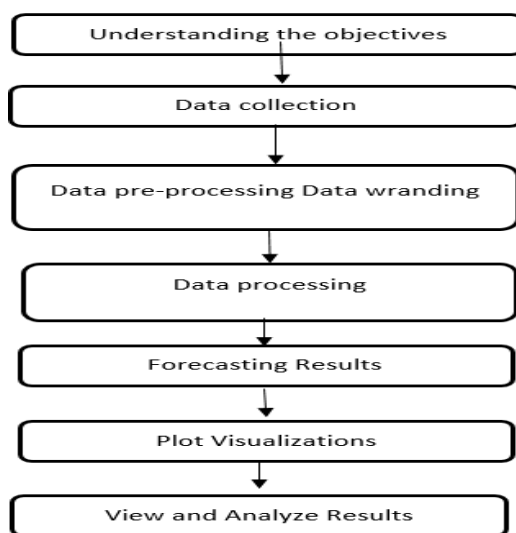 Understanding the objectives
Data collection
Data pre-processing Data wranding
Data processing
Forecasting Results
Plot Visualizations
View and Analyze Results